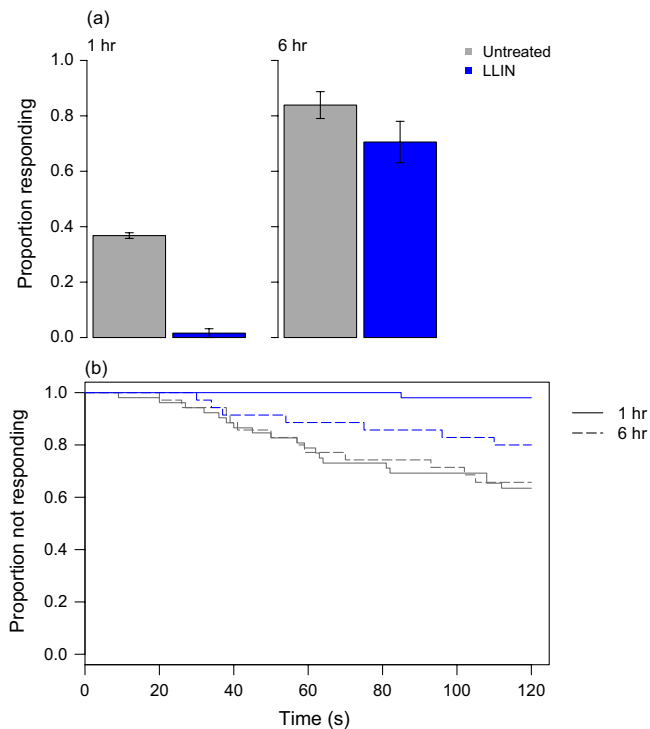 (a)
1 hr
6 hr
Untreated
LLIN
Proportion responding
1.0
0.8
0.6
0.4
0.2
0.0
(b)
Proportion not responding
1.0
0.8
0.6
0.4
0.2
0.0
1 hr
6 hr
0 20 40 60 80 100 120
Time (s)